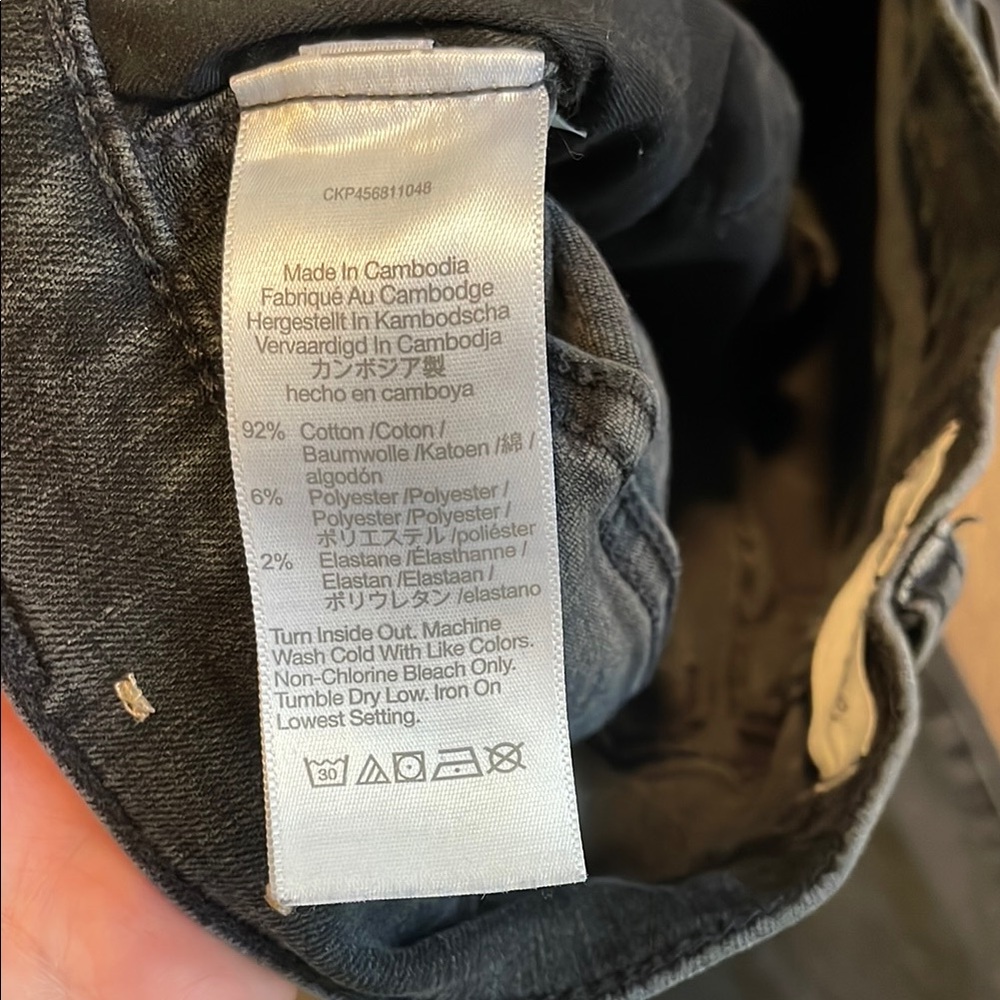 CKP456811048
Made In Cambodia
Fabriqué Au Cambodge
Hergestellt In Kambodscha
Vervaardigd In Cambodja
カンボジア製
hecho en camboya
92% Cotton /Coton /
Baumwolle /Katoen /綿 /
algodón
6% Polyester /Polyester /
Polyester /Polyester /
ポリエステル /poliéster
2% Elastane /Élasthanne /
Elastan /Elastaan /
ポリウレタン /elastano
Turn Inside Out. Machine
Wash Cold With Like Colors.
Non-Chlorine Bleach Only.
Tumble Dry Low. Iron On
Lowest Setting.
30